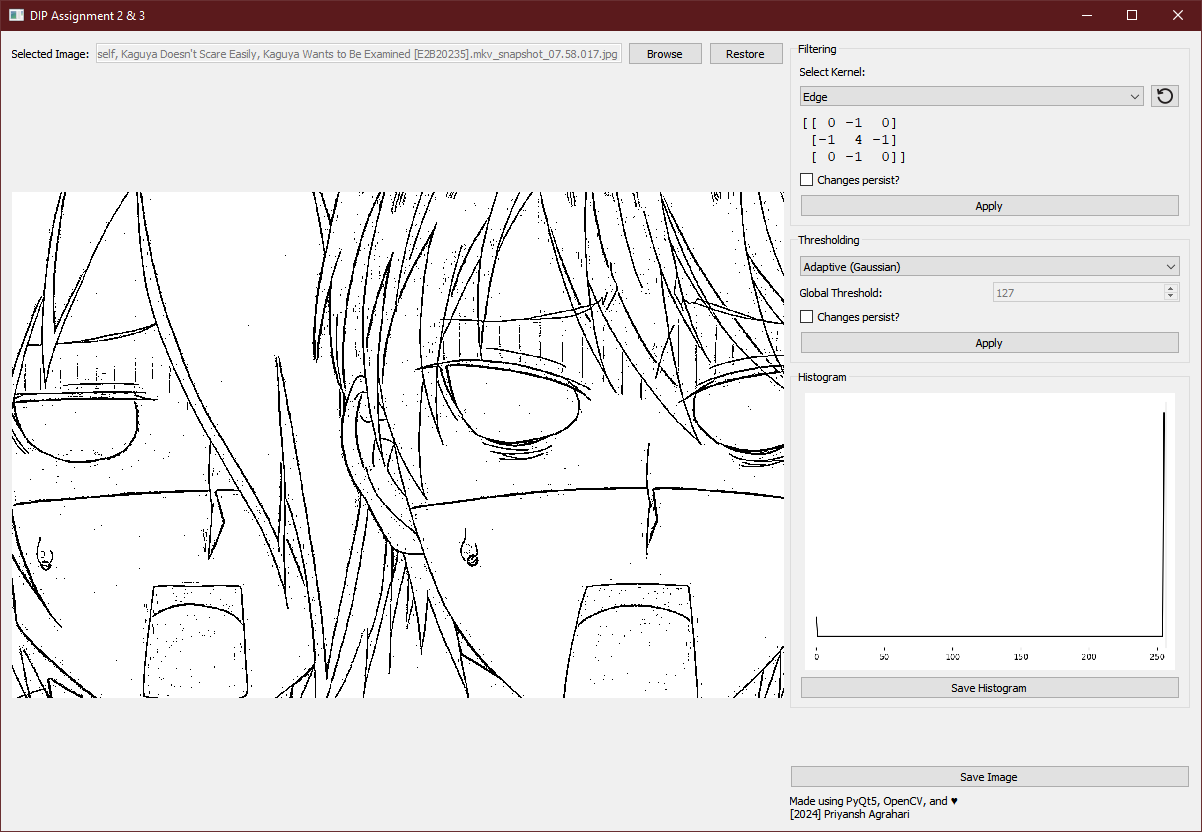 DIP Assignment 2 & 3
Selected Image: self, Kaguya Doesn't Scare Easily, Kaguya Wants to Be Examined [E2B20235].mkv_snapshot_07.58.017.jpg Browse Restore
Filtering
Select Kernel:
Edge
[[ 0 -1 0]
[-1 4 -1]
[ 0 -1 0]]
Changes persist?
Apply
Thresholding
Adaptive (Gaussian)
Global Threshold: 127
Changes persist?
Apply
Histogram
0 50 100 150 200 250
Save Histogram
Save Image
Made using PyQt5, OpenCV, and ♥
[2024] Priyansh Agrahari